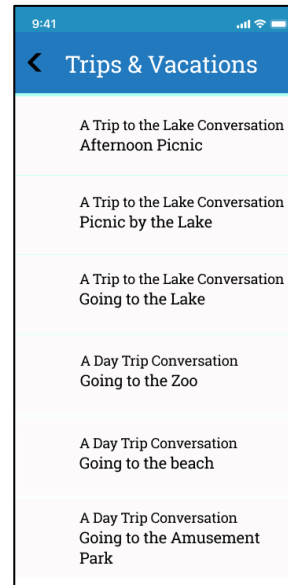 9:41
Trips & Vacations
A Trip to the Lake Conversation
Afternoon Picnic
A Trip to the Lake Conversation
Picnic by the Lake
A Trip to the Lake Conversation
Going to the Lake
A Day Trip Conversation
Going to the Zoo
A Day Trip Conversation
Going to the beach
A Day Trip Conversation
Going to the Amusement
Park